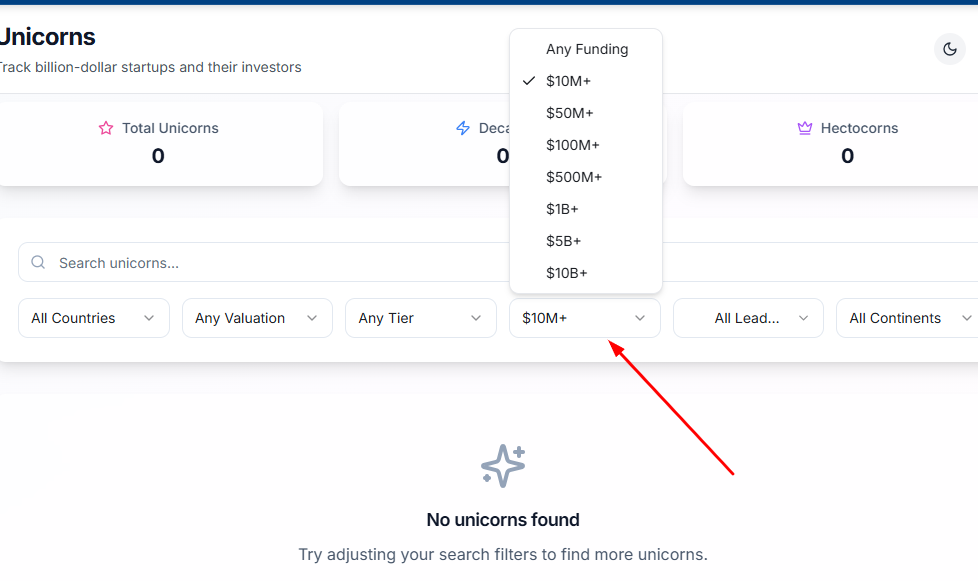 Unicorns
Track billion-dollar startups and their investors
Any Funding
$10M+
$50M+
$100M+
$500M+
$1B+
$5B+
$10B+
Total Unicorns
0
Deca
0
Hectocorns
0
Search unicorns...
All Countries
Any Valuation
Any Tier
$10M+
All Lead...
All Continents
No unicorns found
Try adjusting your search filters to find more unicorns.